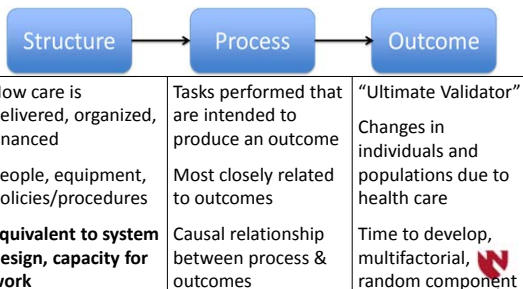 Structure
Process
Outcome
ow care is
elivered, organized,
nanced
eople, equipment,
olicies/procedures
quivalent to system
esign, capacity for
ork
Tasks performed that
are intended to
produce an outcome
Most closely related
to outcomes
Causal relationship
between process &
outcomes
“Ultimate Validator”
Changes in
individuals and
populations due to
health care
Time to develop,
multifactorial,
random component
N